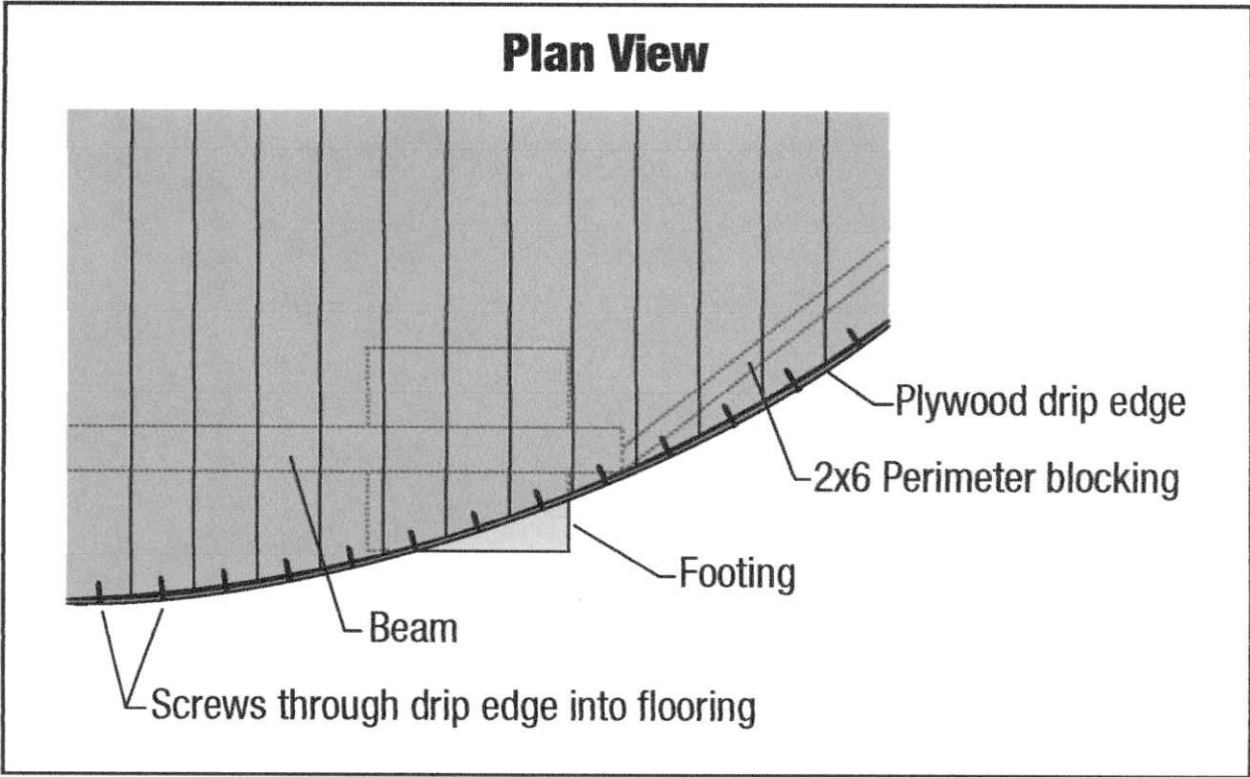 Plan View
Plywood drip edge
2x6 Perimeter blocking
Footing
Beam
Screws through drip edge into flooring